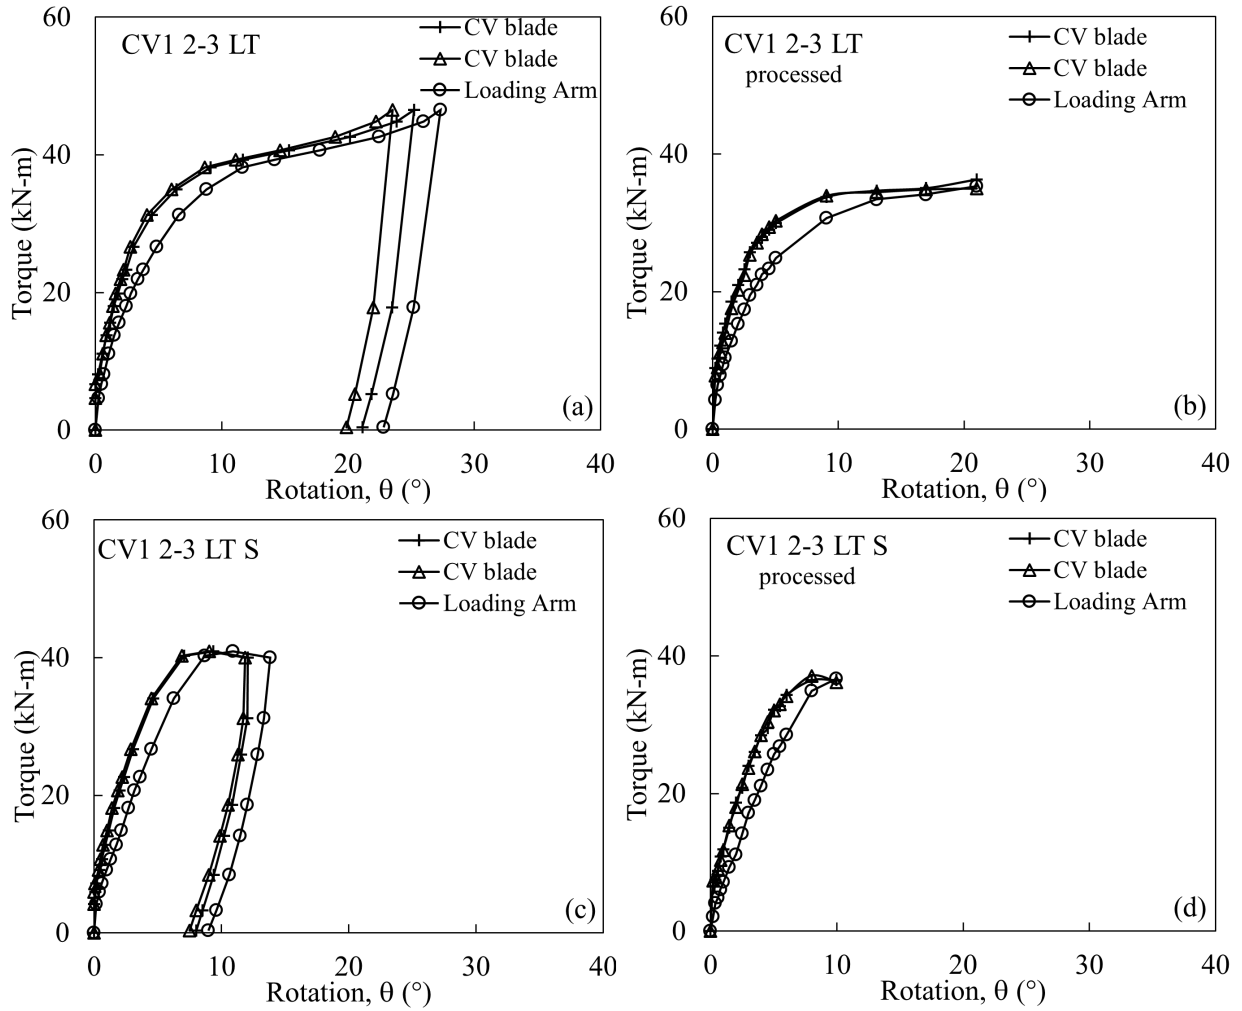 CV1 2-3 LT
CV blade
CV blade
Loading Arm
60
40
20
0
Torque (kN-m)
(a)
0 10 20 30 40
Rotation, θ (°)
CV1 2-3 LT
processed
CV blade
CV blade
Loading Arm
60
40
20
0
Torque (kN-m)
(b)
0 10 20 30 40
Rotation, θ (°)
CV1 2-3 LT S
CV blade
CV blade
Loading Arm
60
40
20
0
Torque (kN-m)
(c)
0 10 20 30 40
Rotation, θ (°)
CV1 2-3 LT S
processed
CV blade
CV blade
Loading Arm
60
40
20
0
Torque (kN-m)
(d)
0 10 20 30 40
Rotation, θ (°)